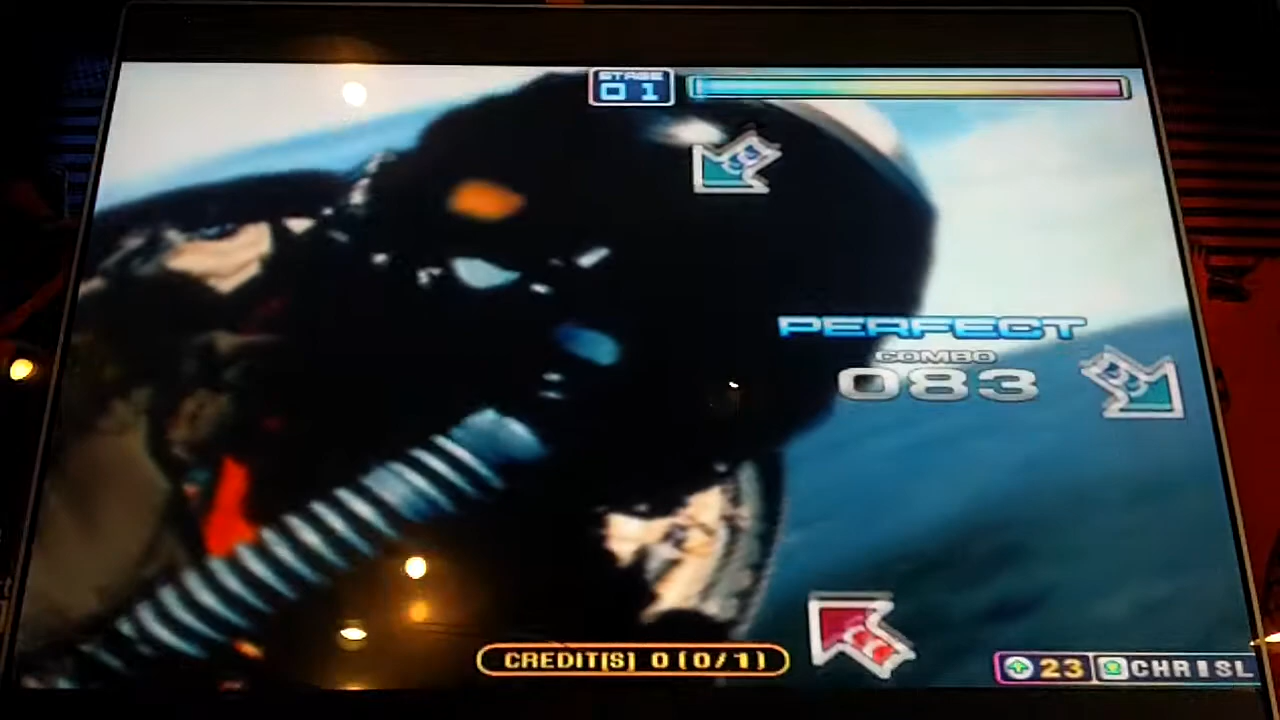 STAGE
01
PERFECT
COMBO
083
CREDIT[S] 0(0/1)
23 CHRISL